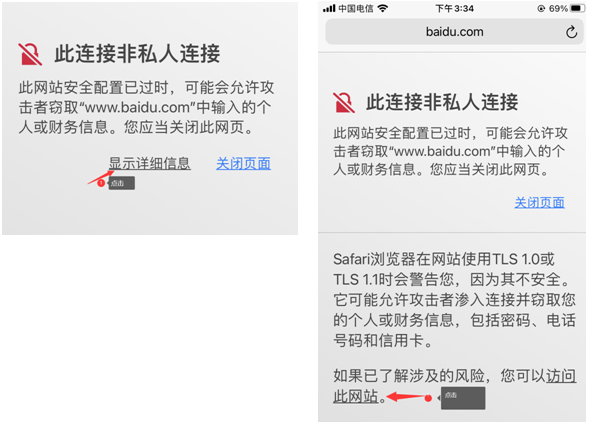 此连接非私人连接
此网站安全配置已过时，可能会允许攻
击者窃取“www.baidu.com”中输入的个
人或财务信息。您应当关闭此网页。
显示详细信息 关闭页面
1 点击
中国电信 下午3:34 69%
baidu.com
此连接非私人连接
此网站安全配置已过时，可能会允许攻
击者窃取“www.baidu.com”中输入的个
人或财务信息。您应当关闭此网页。
关闭页面
Safari浏览器在网站使用TLS 1.0或
TLS 1.1时会警告您，因为其不安全。
它可能允许攻击者渗入连接并窃取您
的个人或财务信息，包括密码、电话
号码和信用卡。
如果已了解涉及的风险，您可以访问
此网站。
点击